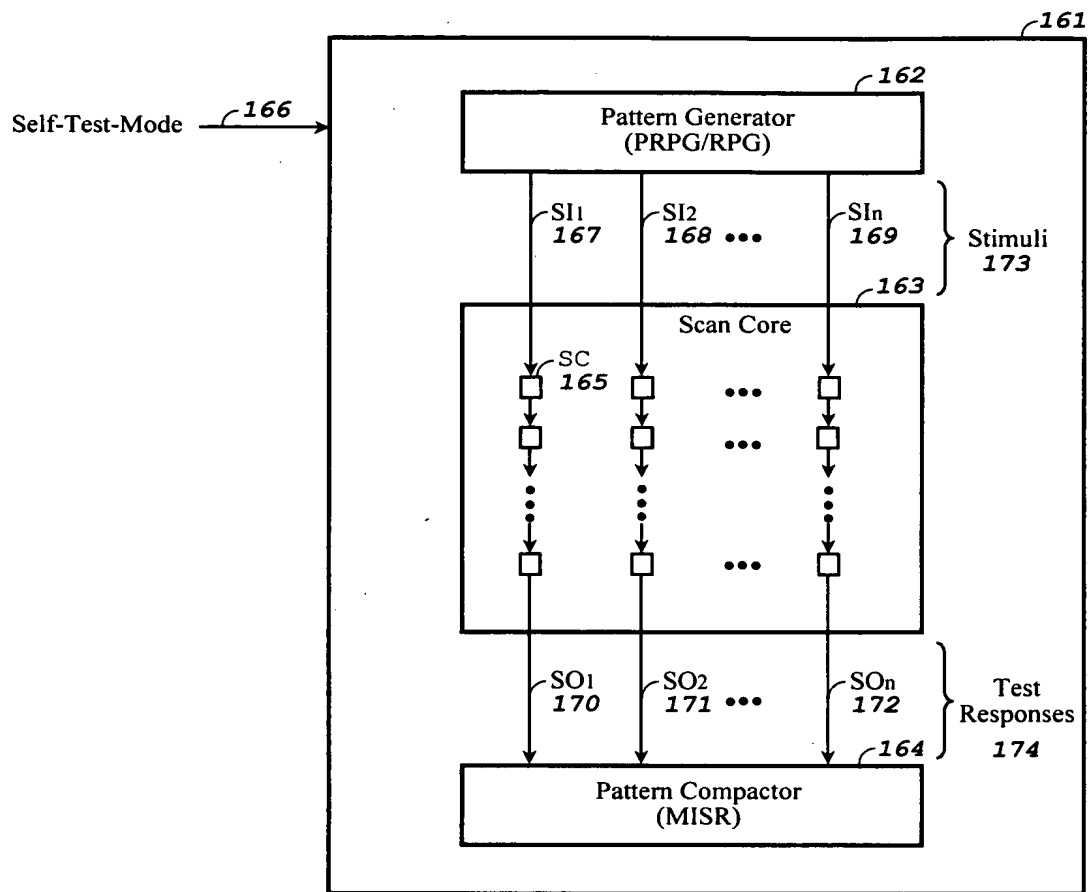 161
162
Self-Test-Mode
166
Pattern Generator
(PRPG/RPG)
SI1
167
SI2
168
•••
SIn
169
Stimuli
173
163
Scan Core
SC
165
•••
•••
•••
SO1
170
SO2
171
•••
SOn
172
Test
Responses
174
164
Pattern Compactor
(MISR)